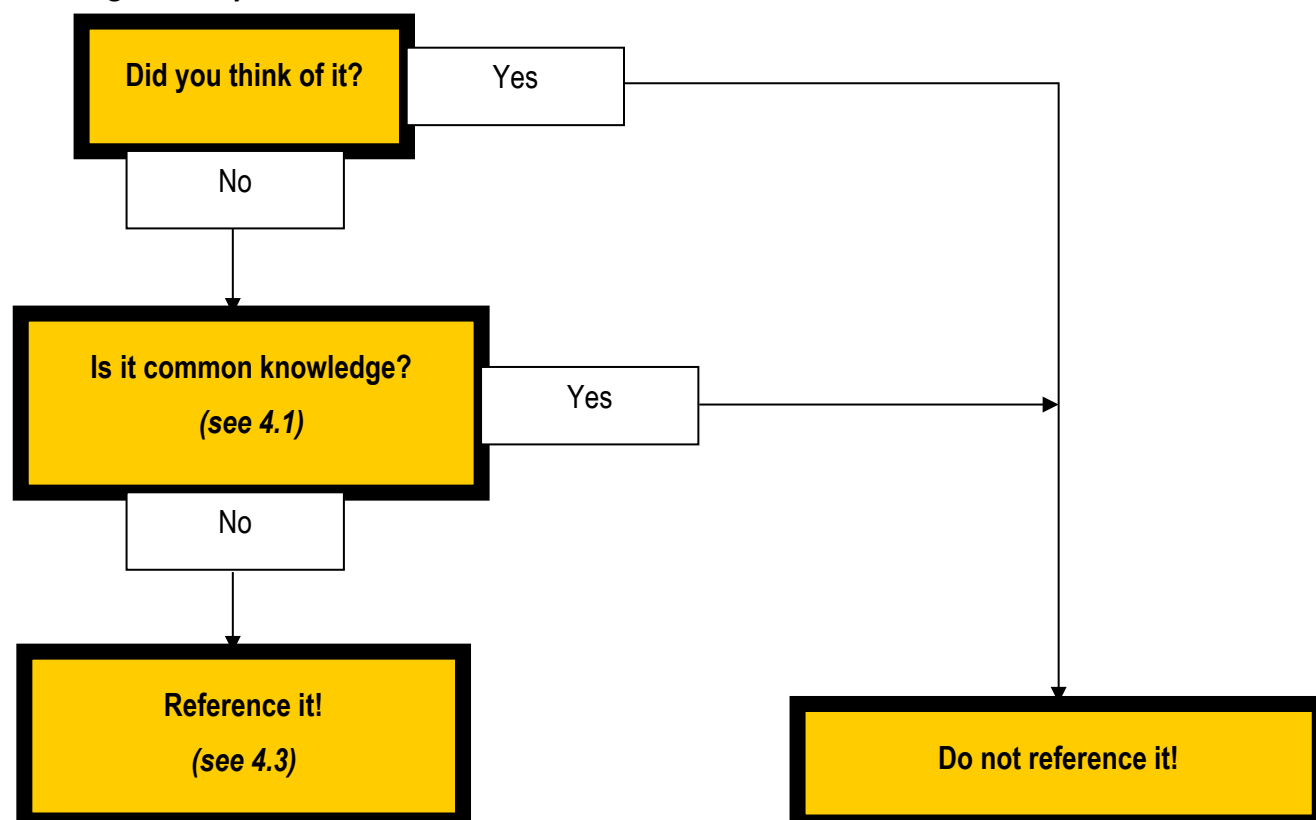 Did you think of it?
Yes
No
Is it common knowledge?
(see 4.1)
Yes
No
Reference it!
(see 4.3)
Do not reference it!